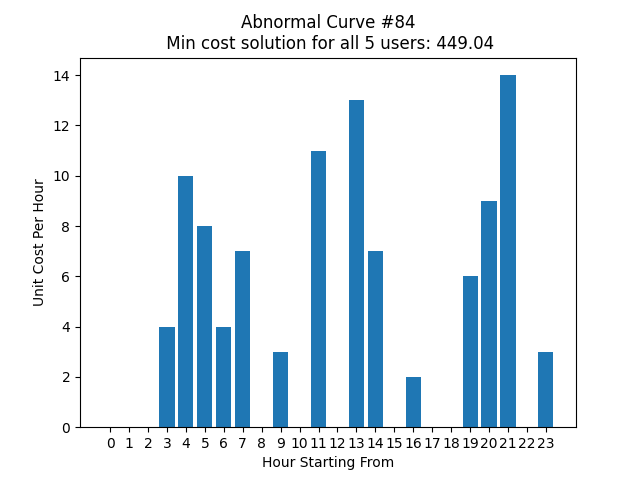 Abnormal Curve #84
Min cost solution for all 5 users: 449.04
Unit Cost Per Hour
14
12
10
8
6
4
2
0
0 1 2 3 4 5 6 7 8 9 10 11 12 13 14 15 16 17 18 19 20 21 22 23
Hour Starting From